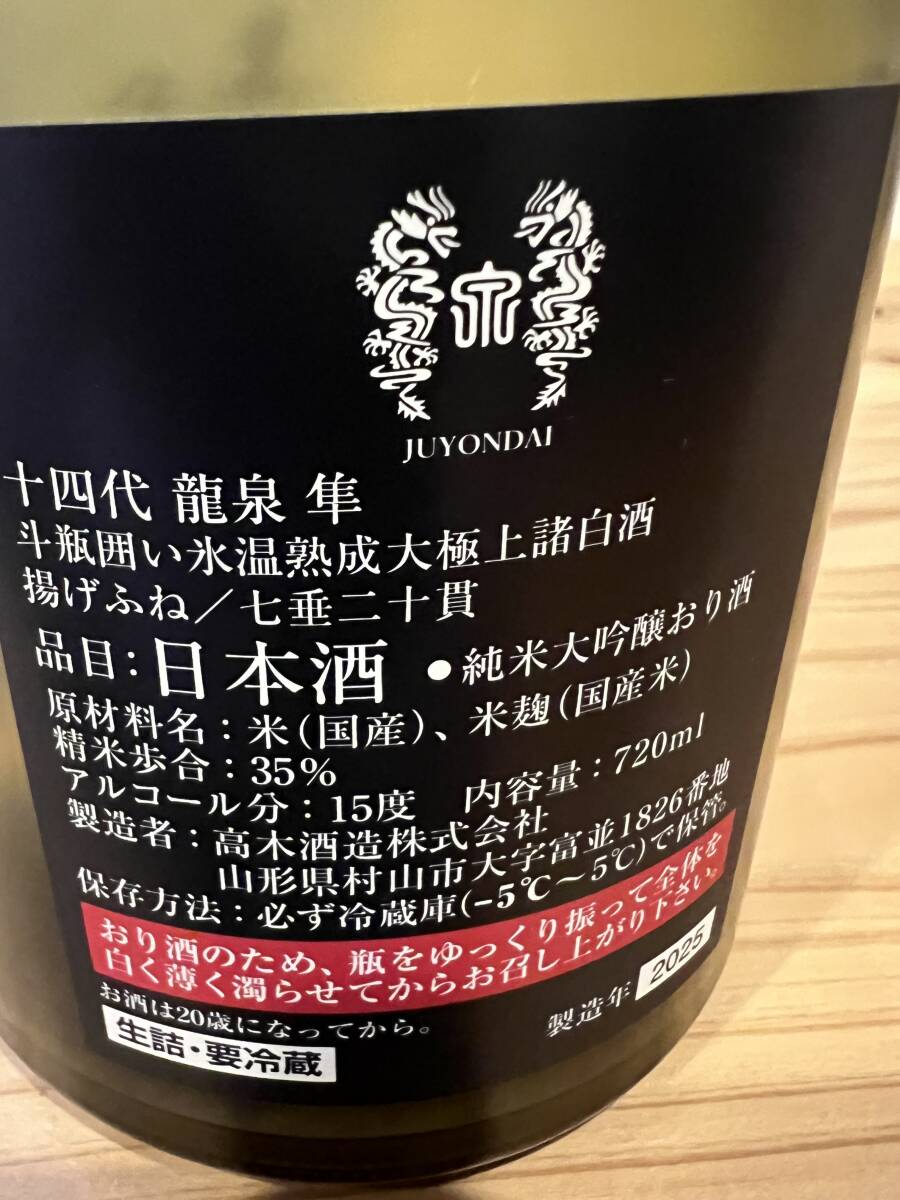 泉
JUYONDAI
十四代 龍泉 隼
斗瓶囲い氷温熟成大極上諸白酒
揚げふね／七垂二十貫
品目：日本酒 ●純米大吟醸おり酒
原材料名：米（国産）、米麹（国産米）
精米歩合：35％
アルコール分：15度 内容量：720ml
製造者：高木酒造株式会社
山形県村山市大字富並1826番地
保存方法：必ず冷蔵庫（-5℃～5℃）で保管。
おり酒のため、瓶をゆっくり振って全体を
白く薄く濁らせてからお召し上がり下さい。
お酒は20歳になってから。
製造年 2025
生詰・要冷蔵